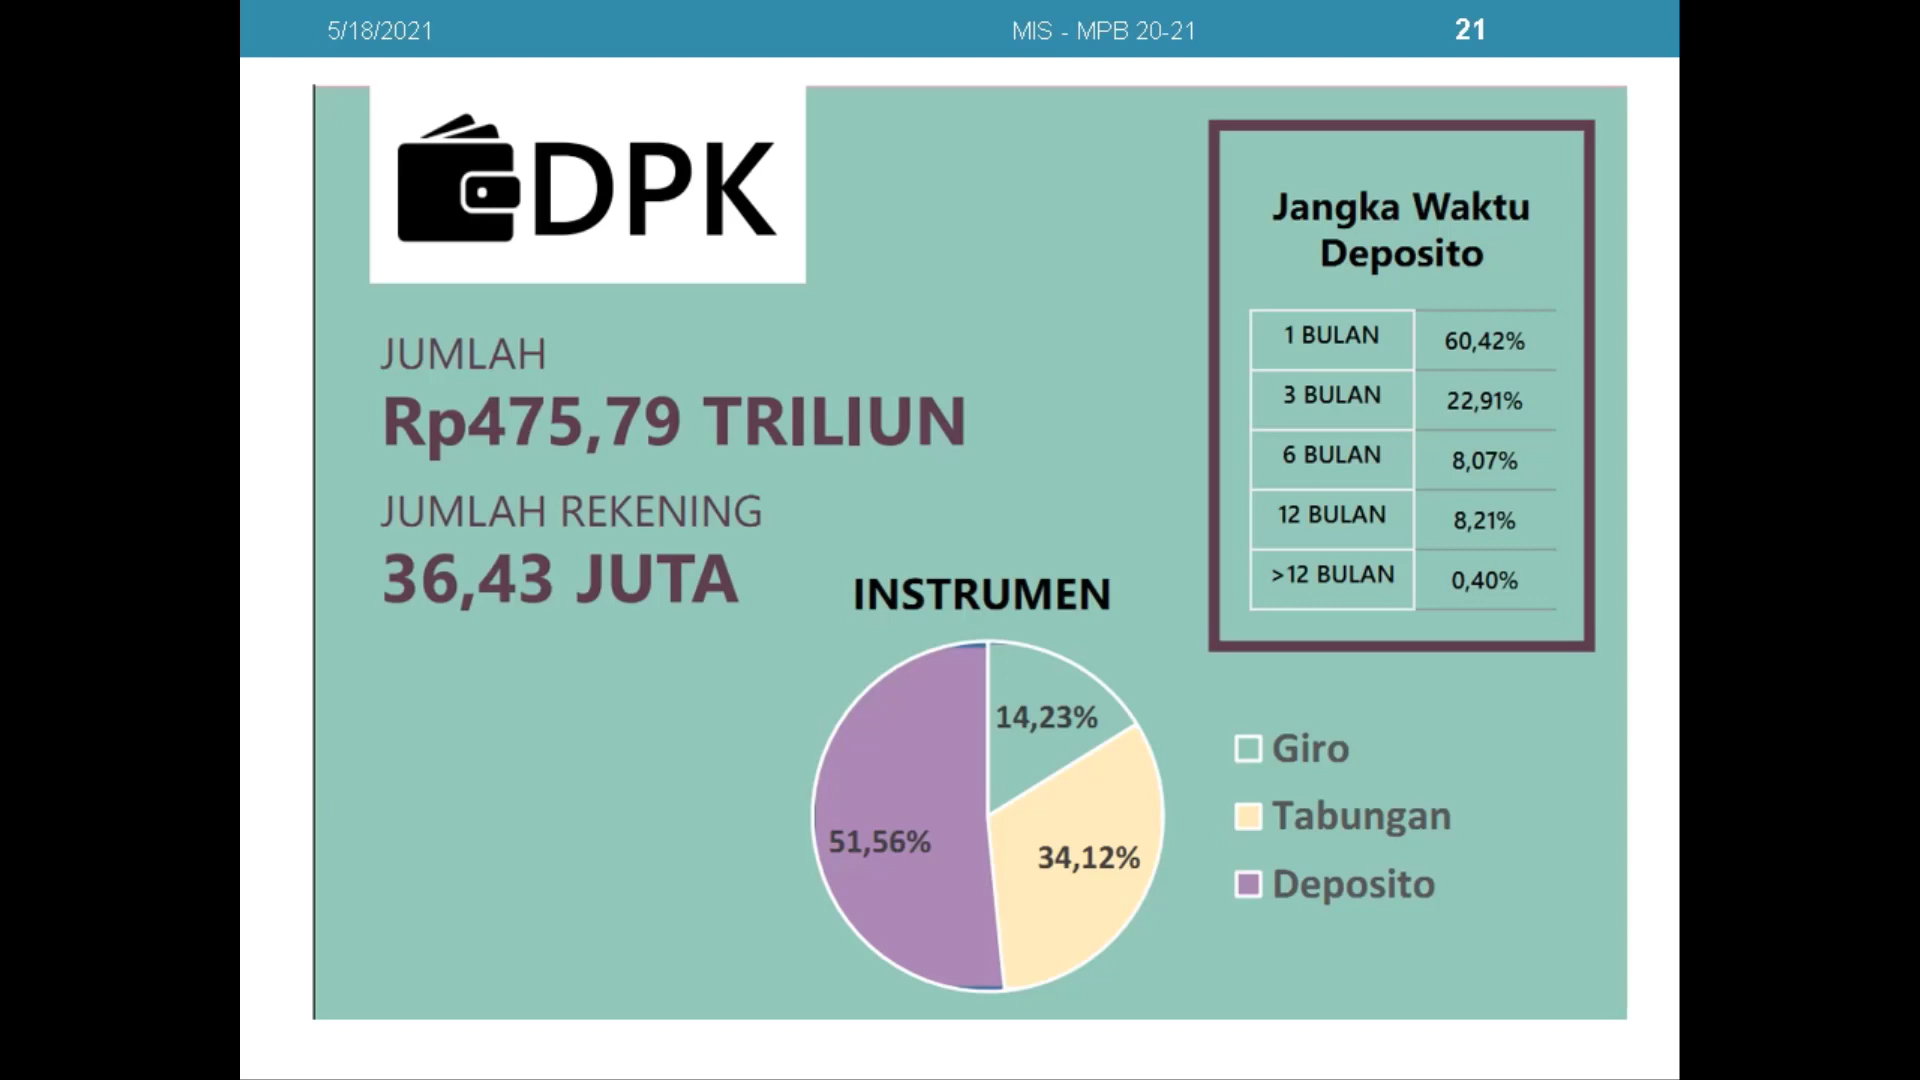 5/18/2021
MIS - MPB 20-21
21
DPK
JUMLAH
Rp475,79 TRILIUN
JUMLAH REKENING
36,43 JUTA
Jangka Waktu
Deposito
1 BULAN 60,42%
3 BULAN 22,91%
6 BULAN 8,07%
12 BULAN 8,21%
>12 BULAN 0,40%
INSTRUMEN
14,23%
34,12%
51,56%
Giro
Tabungan
Deposito